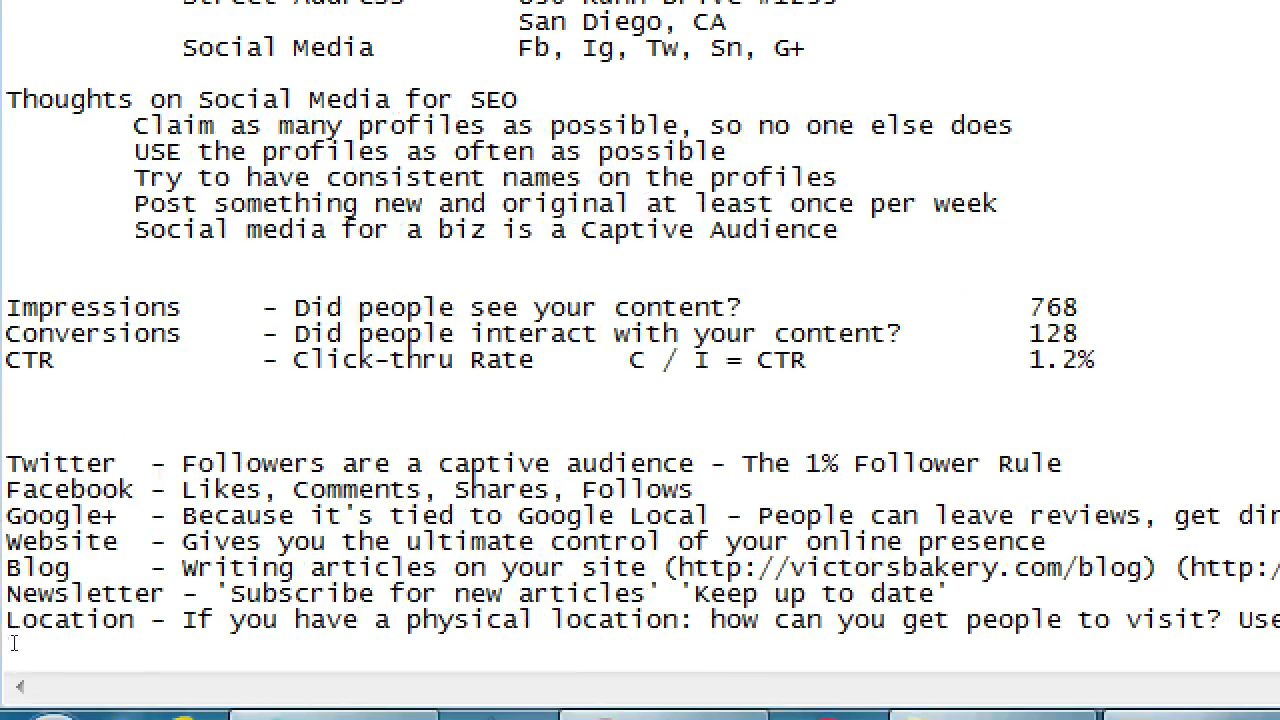 San Diego, CA
Social Media Fb, Ig, Tw, Sn, G+
Thoughts on Social Media for SEO
Claim as many profiles as possible, so no one else does
USE the profiles as often as possible
Try to have consistent names on the profiles
Post something new and original at least once per week
Social media for a biz is a Captive Audience
Impressions - Did people see your content? 768
Conversions - Did people interact with your content? 128
CTR - Click-thru Rate C / I = CTR 1.2%
Twitter - Followers are a captive audience - The 1% Follower Rule
Facebook - Likes, Comments, Shares, Follows
Google+ - Because it's tied to Google Local - People can leave reviews, get dir
Website - Gives you the ultimate control of your online presence
Blog - Writing articles on your site (http://victorsbakery.com/blog) (http:/
Newsletter - 'Subscribe for new articles' 'Keep up to date'
Location - If you have a physical location: how can you get people to visit? Use